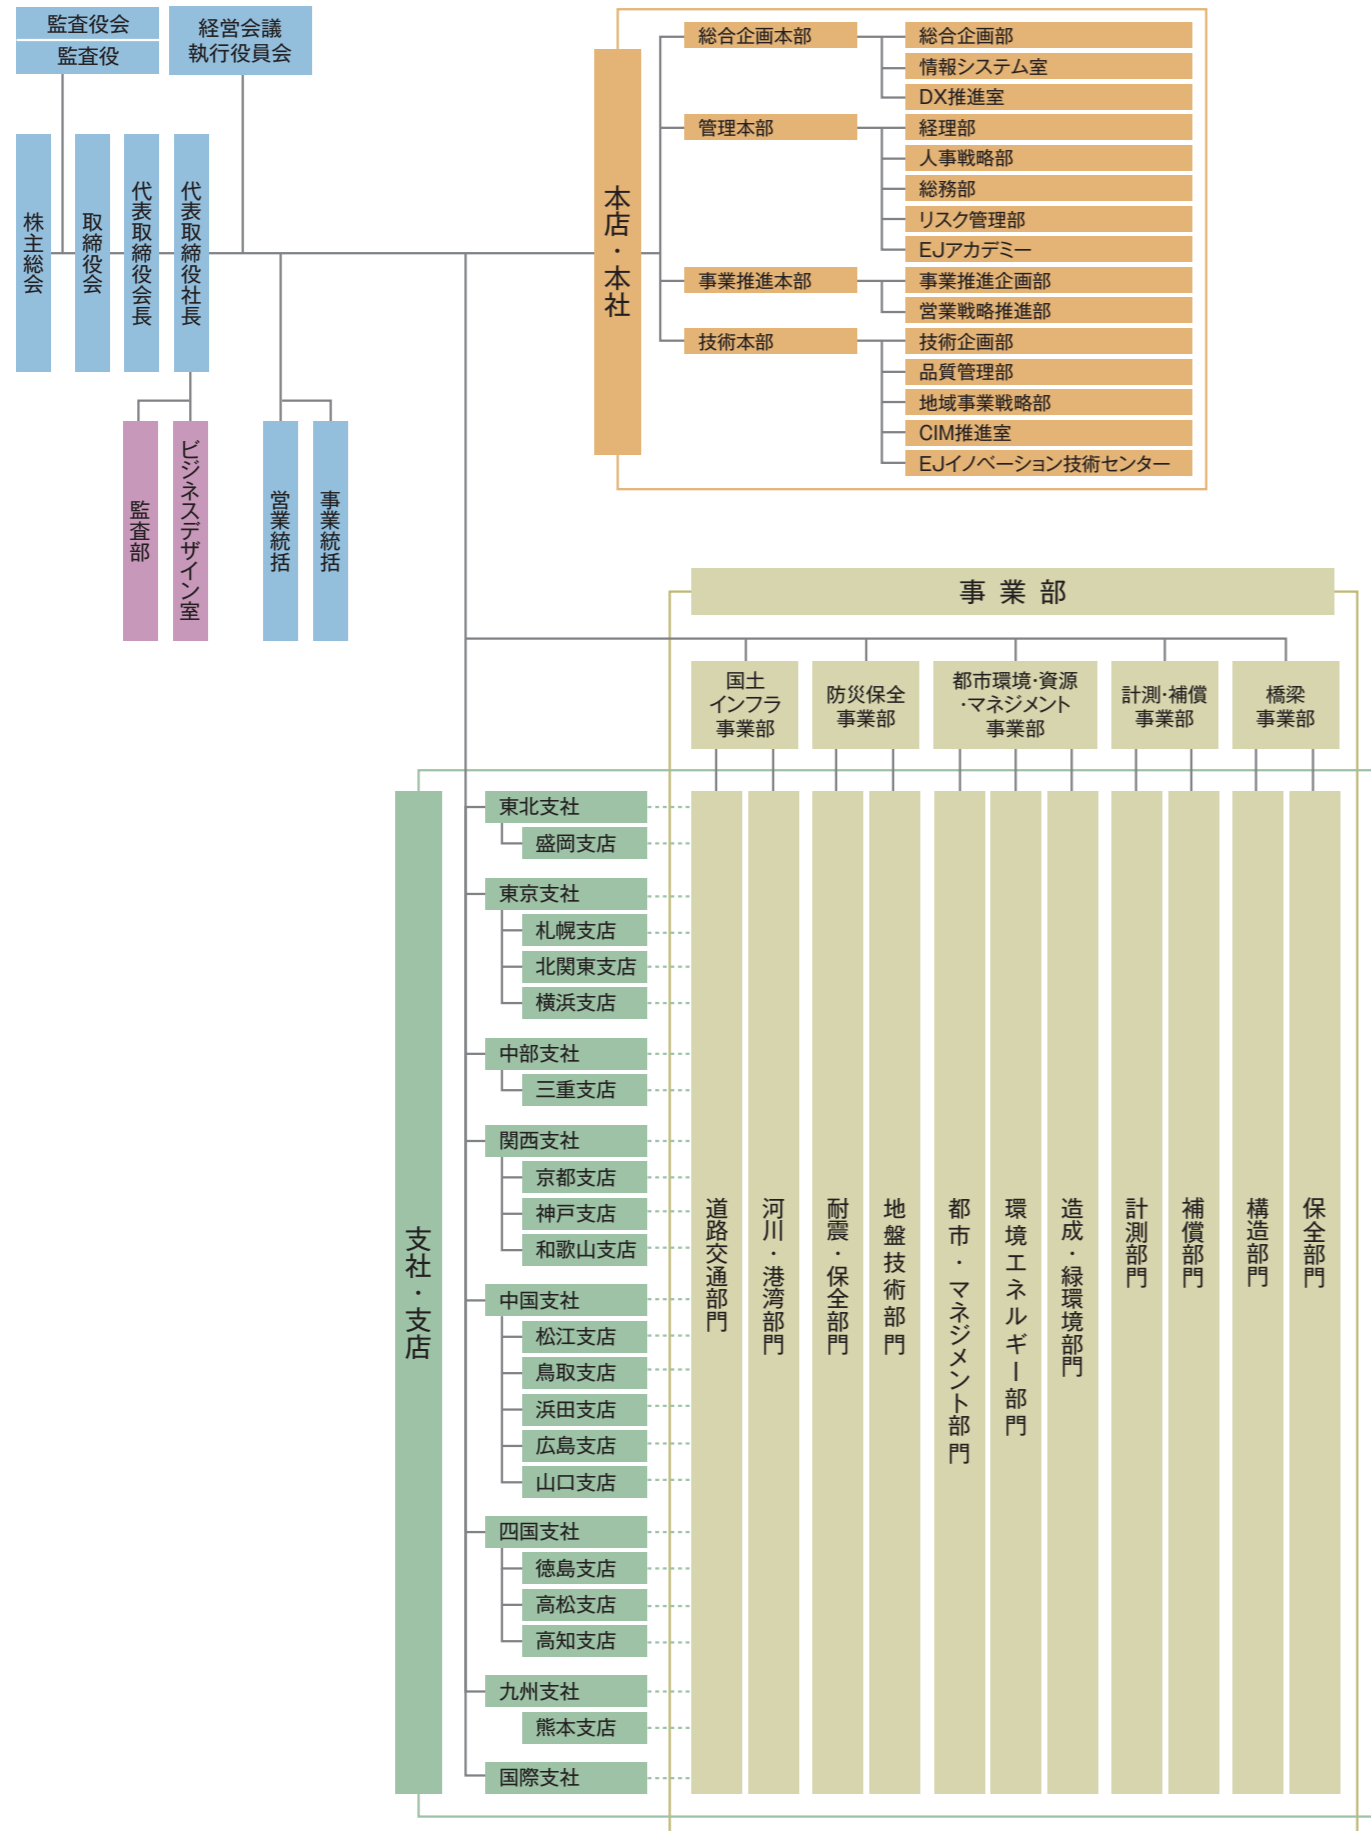 監査役会
監査役
経営会議
執行役員会
株主総会
取締役会
代表取締役会長
代表取締役社長
監査部
ビジネスデザイン室
営業統括
事業統括
本店・本社
総合企画本部
総合企画部
情報システム室
DX推進室
管理本部
経理部
人事戦略部
総務部
リスク管理部
EJアカデミー
事業推進本部
事業推進企画部
営業戦略推進部
技術本部
技術企画部
品質管理部
地域事業戦略部
CIM推進室
EJイノベーション技術センター
事業部
国土
インフラ
事業部
防災保全
事業部
都市環境・資源
・マネジメント
事業部
計測・補償
事業部
橋梁
事業部
支社・支店
東北支社
盛岡支店
東京支社
札幌支店
北関東支店
横浜支店
中部支社
三重支店
関西支社
京都支店
神戸支店
和歌山支店
中国支社
松江支店
鳥取支店
浜田支店
広島支店
山口支店
四国支社
徳島支店
高松支店
高知支店
九州支社
熊本支店
国際支社
道路交通部門
河川・港湾部門
耐震・保全部門
地盤技術部門
都市・マネジメント部門
環境エネルギー部門
造成・緑環境部門
計測部門
補償部門
構造部門
保全部門